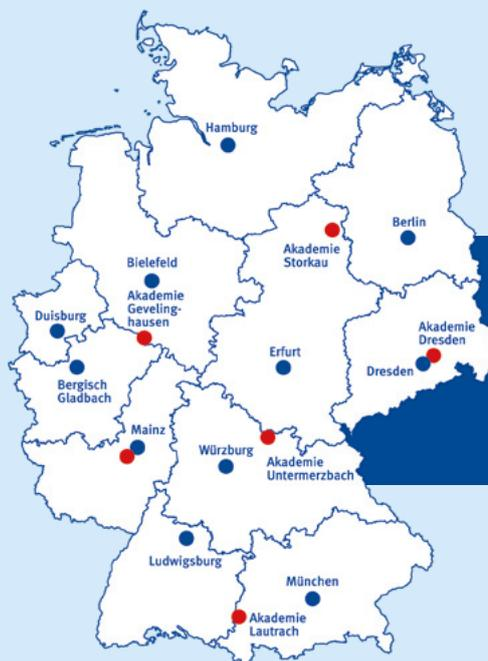 Hamburg
Berlin
Akademie
Storkau
Bielefeld
Akademie
Geveling-
hausen
Duisburg
Akademie
Dresden
Dresden
Erfurt
Bergisch
Gladbach
Mainz
Würzburg
Akademie
Untermerzbach
Ludwigsburg
München
Akademie
Lautrach